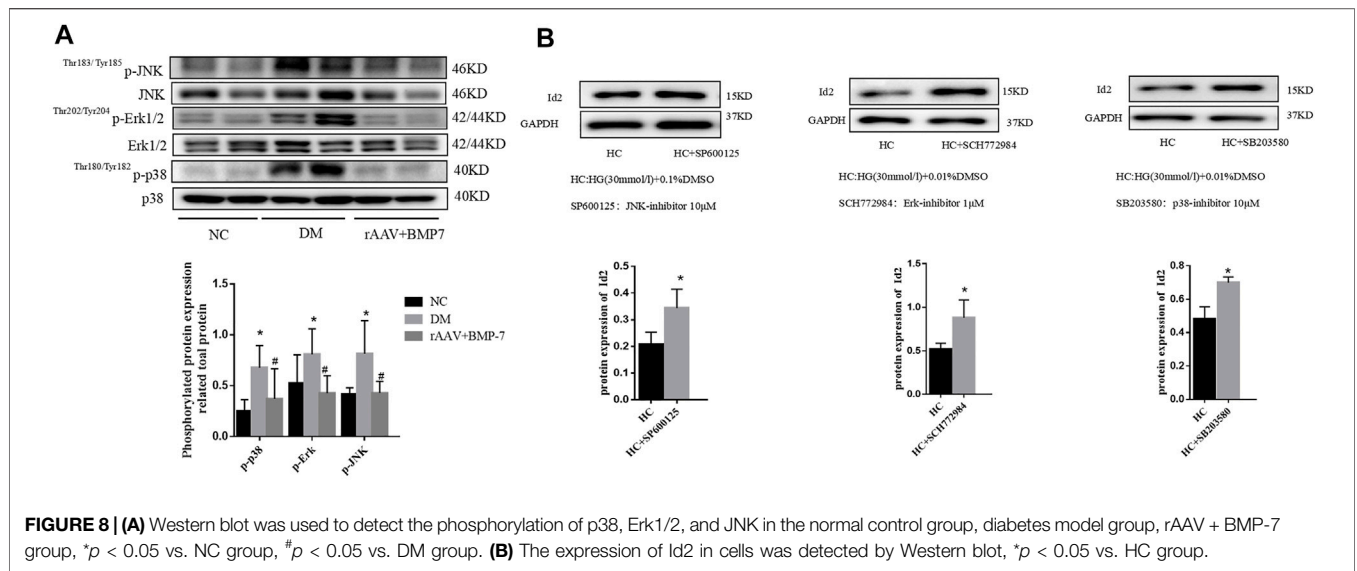 A
Thr183/Tyr185 p-JNK 46KD
JNK 46KD
Thr202/Tyr204 p-Erk1/2 42/44KD
Erk1/2 42/44KD
Thr180/Tyr182 p-p38 40KD
p38 40KD
NC DM rAAV+BMP7
Phosphorylated protein expression
related toal protein
1.5
1.0
0.5
0.0
* # * # * #
NC
DM
rAAV+BMP-7
p-p38 p-Erk p-JNK
B
Id2 15KD
GAPDH 37KD
HC HC+SP600125
HC:HG(30mmol/l)+0.1%DMSO
SP600125: JNK-inhibitor 10μM
protein expression of Id2
0.5
0.4
0.3
0.2
0.1
0.0
*
HC HC+SP600125
Id2 15KD
GAPDH 37KD
HC HC+SCH772984
HC:HG(30mmol/l)+0.01%DMSO
SCH772984: Erk-inhibitor 1μM
protein expression of Id2
1.5
1.0
0.5
0.0
*
HC HC+SCH772984
Id2 15KD
GAPDH 37KD
HC HC+SB203580
HC:HG(30mmol/l)+0.01%DMSO
SB203580: p38-inhibitor 10μM
protein expression of Id2
0.8
0.6
0.4
0.2
0.0
*
HC HC+SB203580
FIGURE 8 | (A) Western blot was used to detect the phosphorylation of p38, Erk1/2, and JNK in the normal control group, diabetes model group, rAAV + BMP-7
group, *p < 0.05 vs. NC group, #p < 0.05 vs. DM group. (B) The expression of Id2 in cells was detected by Western blot, *p < 0.05 vs. HC group.